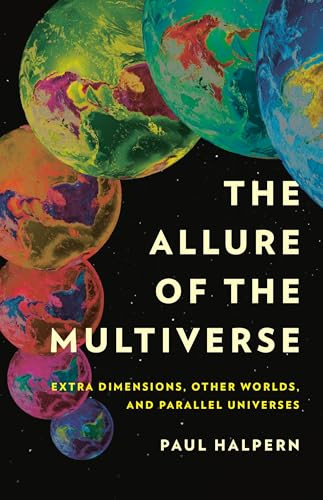 THE
ALLURE
OF THE
MULTIVERSE
EXTRA DIMENSIONS, OTHER WORLDS,
AND PARALLEL UNIVERSES
PAUL HALPERN